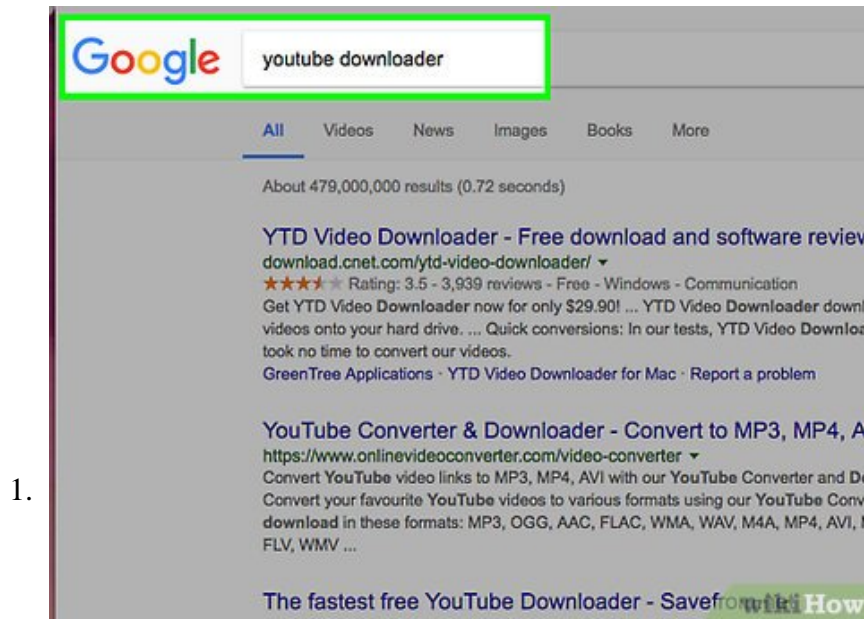 Google youtube downloader
All Videos News Images Books More
About 479,000,000 results (0.72 seconds)
YTD Video Downloader - Free download and software review
download.cnet.com/ytd-video-downloader/
Rating: 3.5 - 3,939 reviews - Free - Windows - Communication
Get YTD Video Downloader now for only $29.90! ... YTD Video Downloader downl
videos onto your hard drive. ... Quick conversions: In our tests, YTD Video Downloa
took no time to convert our videos.
GreenTree Applications · YTD Video Downloader for Mac · Report a problem
YouTube Converter & Downloader - Convert to MP3, MP4, A
https://www.onlinevideoconverter.com/video-converter
1.
Convert YouTube video links to MP3, MP4, AVI with our YouTube Converter and Do
Convert your favourite YouTube videos to various formats using our YouTube Conv
download in these formats: MP3, OGG, AAC, FLAC, WMA, WAV, M4A, MP4, AVI,
FLV, WMV ...
The fastest free YouTube Downloader - Savefrom
wikiHow